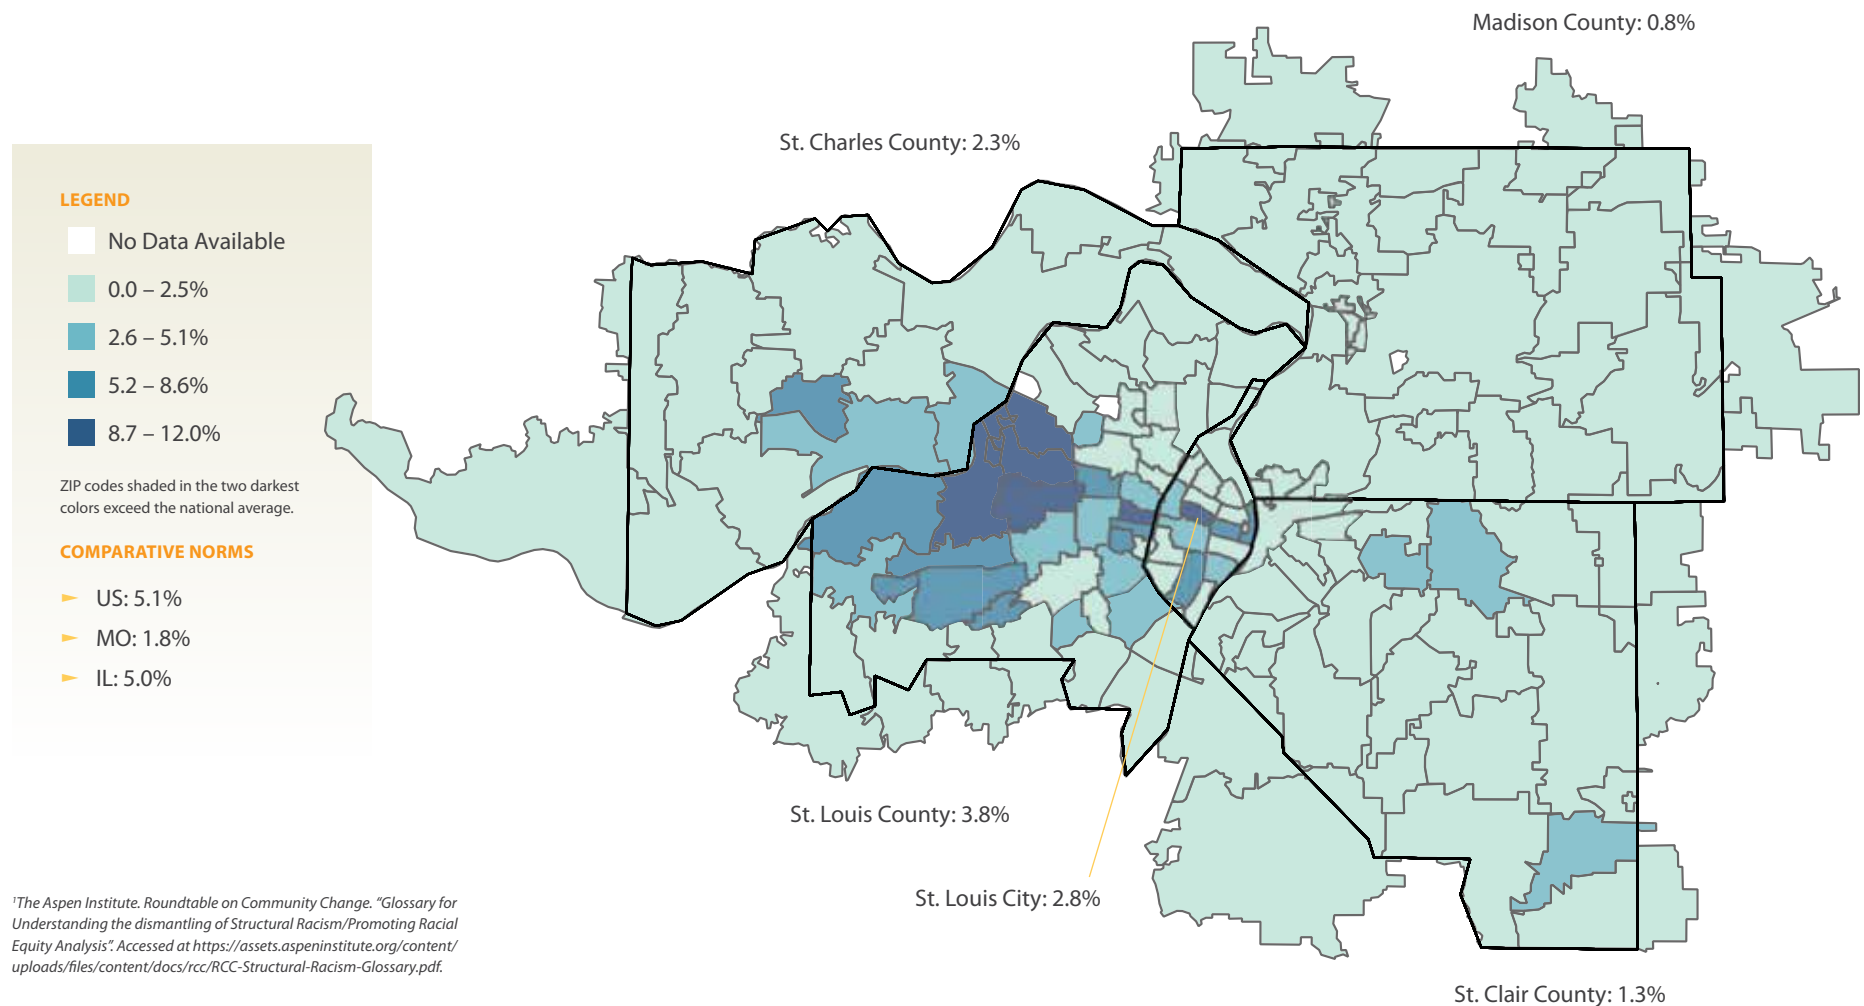 Madison County: 0.8%
St. Charles County: 2.3%
LEGEND
No Data Available
0.0 – 2.5%
2.6 – 5.1%
5.2 – 8.6%
8.7 – 12.0%
ZIP codes shaded in the two darkest
colors exceed the national average.
COMPARATIVE NORMS
► US: 5.1%
► MO: 1.8%
► IL: 5.0%
St. Louis County: 3.8%
St. Louis City: 2.8%
¹The Aspen Institute. Roundtable on Community Change. “Glossary for
Understanding the dismantling of Structural Racism/Promoting Racial
Equity Analysis”. Accessed at https://assets.aspeninstitute.org/content/
uploads/files/content/docs/rcc/RCC-Structural-Racism-Glossary.pdf.
St. Clair County: 1.3%